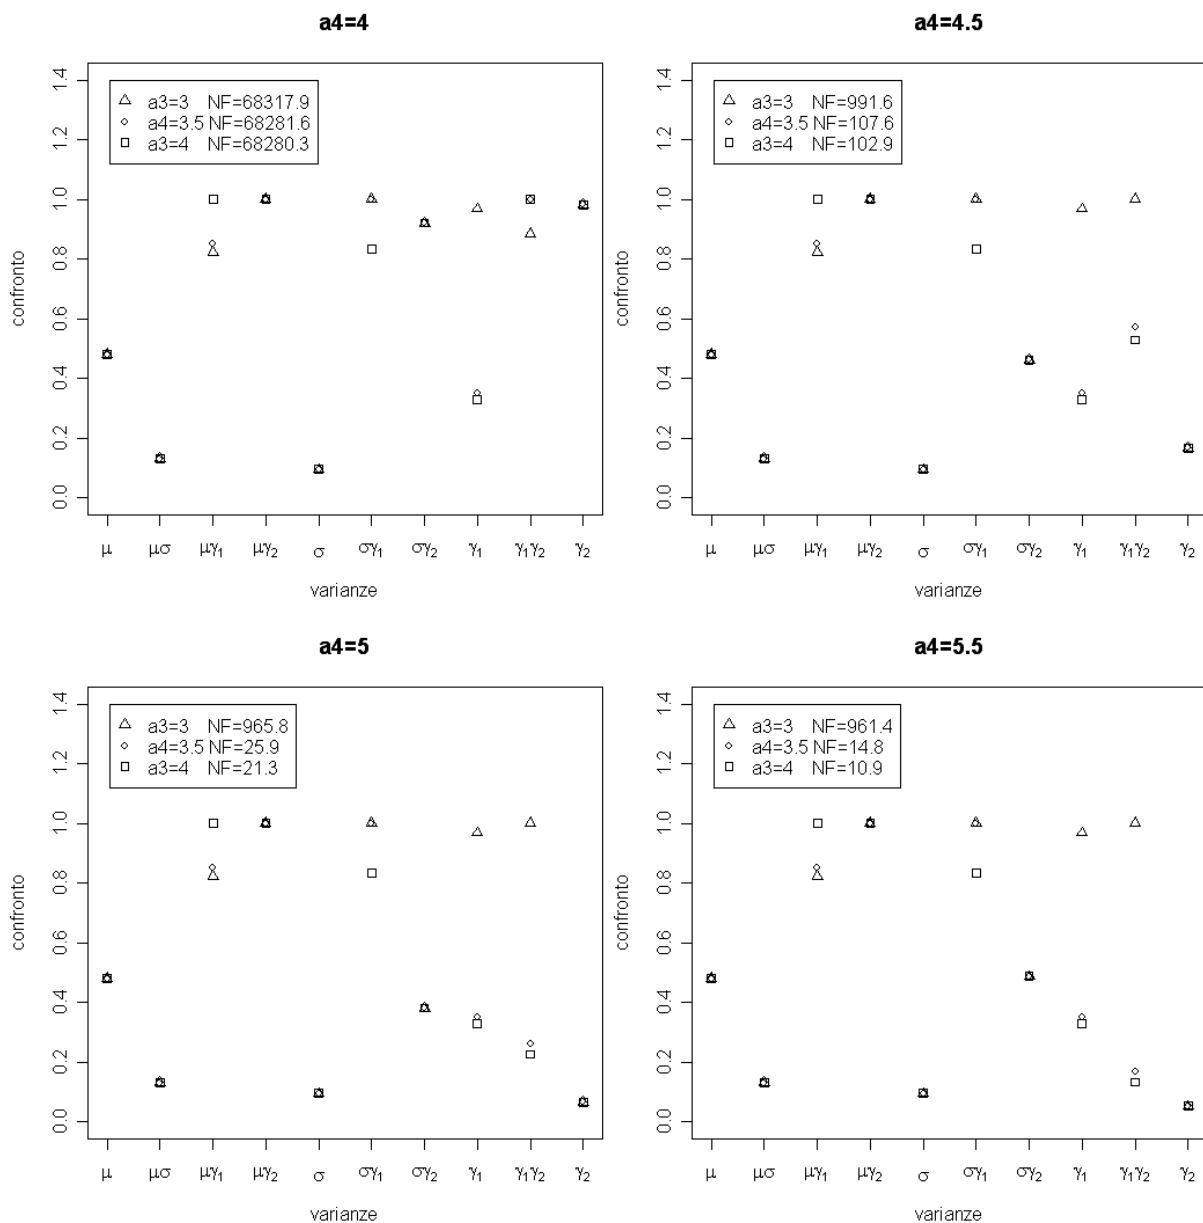 a4=4
a3=3 NF=68317.9
a4=3.5 NF=68281.6
a3=4 NF=68280.3
confronto
1.4
1.2
1.0
0.8
0.6
0.4
0.2
0.0
μ μσ μγ₁ μγ₂ σ σγ₁ σγ₂ γ₁ γ₁γ₂ γ₂
varianze
a4=4.5
a3=3 NF=991.6
a4=3.5 NF=107.6
a3=4 NF=102.9
confronto
1.4
1.2
1.0
0.8
0.6
0.4
0.2
0.0
μ μσ μγ₁ μγ₂ σ σγ₁ σγ₂ γ₁ γ₁γ₂ γ₂
varianze
a4=5
a3=3 NF=965.8
a4=3.5 NF=25.9
a3=4 NF=21.3
confronto
1.4
1.2
1.0
0.8
0.6
0.4
0.2
0.0
μ μσ μγ₁ μγ₂ σ σγ₁ σγ₂ γ₁ γ₁γ₂ γ₂
varianze
a4=5.5
a3=3 NF=961.4
a4=3.5 NF=14.8
a3=4 NF=10.9
confronto
1.4
1.2
1.0
0.8
0.6
0.4
0.2
0.0
μ μσ μγ₁ μγ₂ σ σγ₁ σγ₂ γ₁ γ₁γ₂ γ₂
varianze